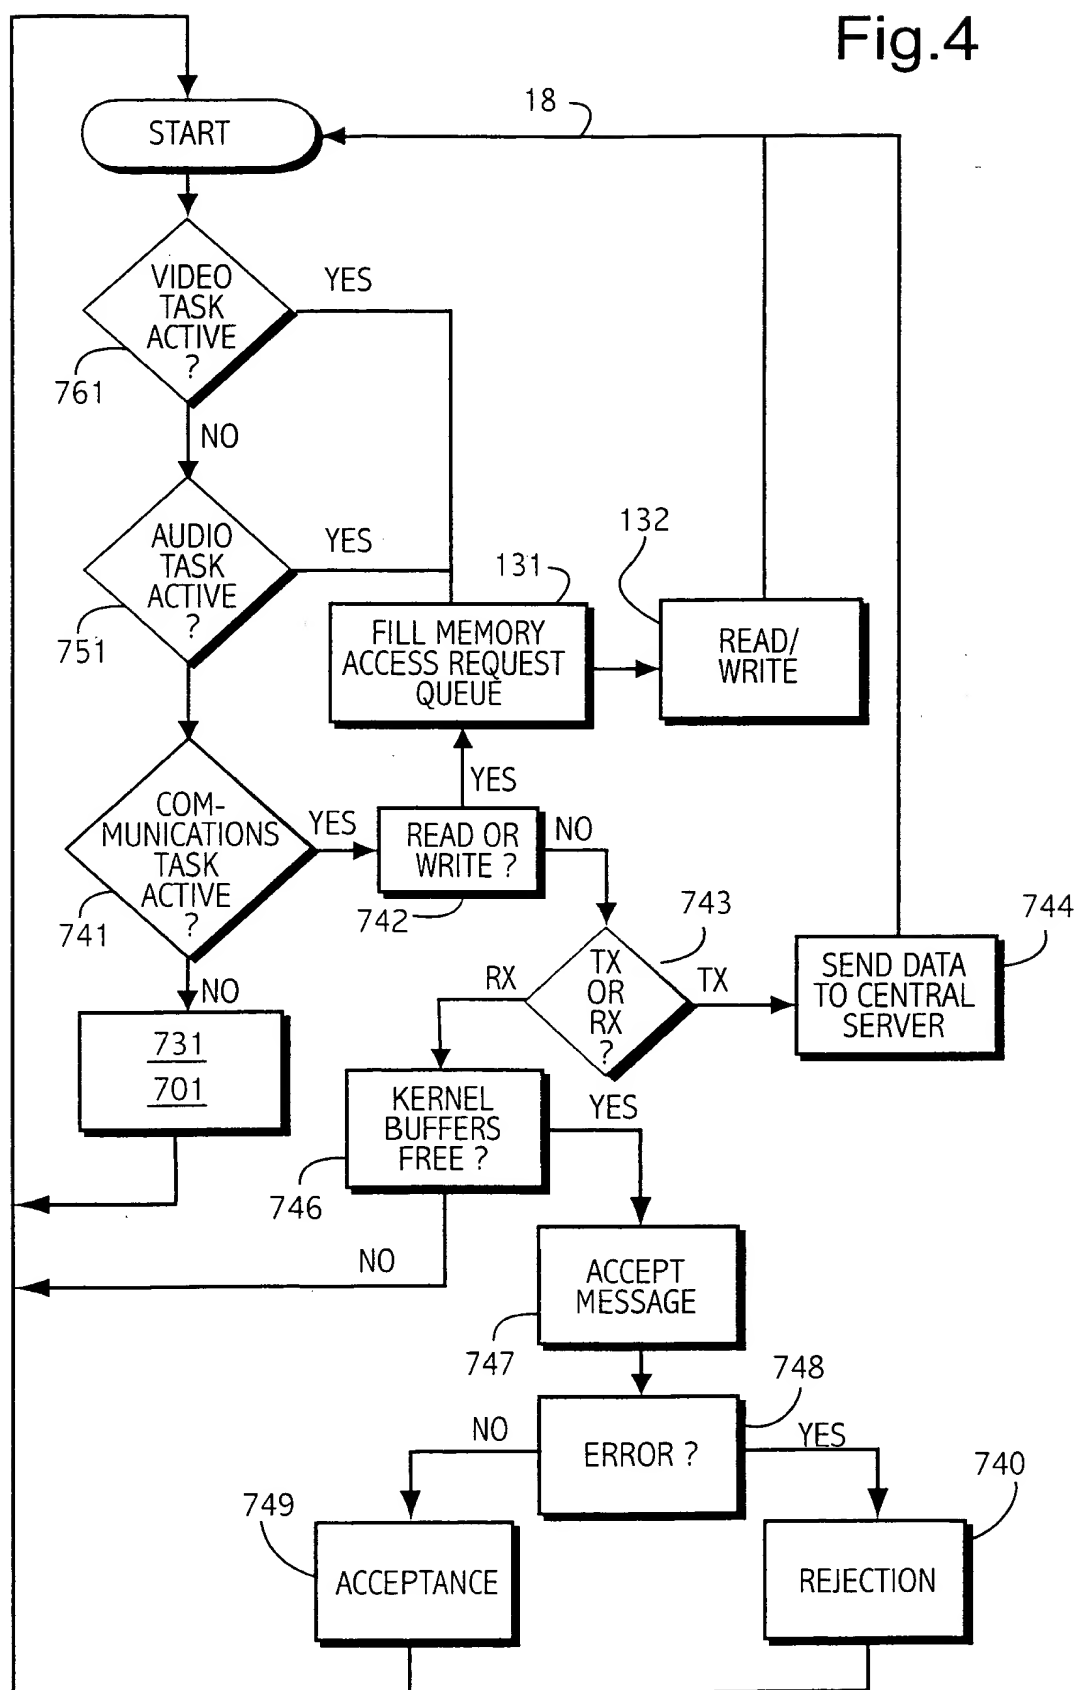 Fig.4
18
START
VIDEO
TASK
ACTIVE
?
YES
761
NO
AUDIO
TASK
ACTIVE
?
YES
751
131
132
FILL MEMORY
ACCESS REQUEST
QUEUE
READ/
WRITE
YES
COM-
MUNICATIONS
TASK
ACTIVE
?
YES
741
READ OR
WRITE ?
NO
742
743
744
TX
OR
RX
?
RX
TX
SEND DATA
TO CENTRAL
SERVER
NO
731
701
KERNEL
BUFFERS
FREE ?
YES
746
NO
ACCEPT
MESSAGE
747
748
NO
ERROR ?
YES
749
740
ACCEPTANCE
REJECTION